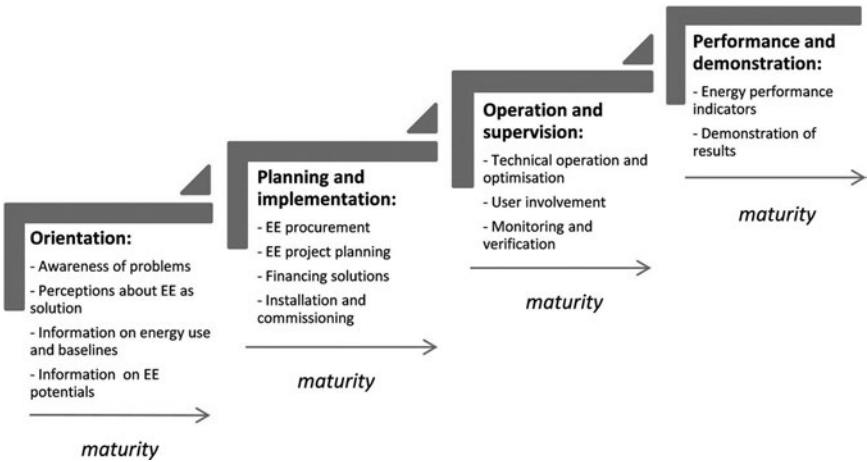 Orientation:
- Awareness of problems
- Perceptions about EE as
solution
- Information on energy use
and baselines
- Information on EE
potentials
maturity
Planning and
implementation:
- EE procurement
- EE project planning
- Financing solutions
- Installation and
commissioning
maturity
Operation and
supervision:
- Technical operation and
optimisation
- User involvement
- Monitoring and
verification
maturity
Performance and
demonstration:
- Energy performance
indicators
- Demonstration of
results
maturity